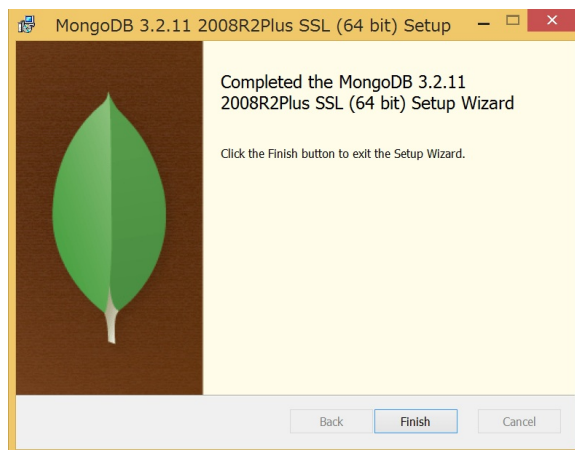 MongoDB 3.2.11 2008R2Plus SSL (64 bit) Setup
Completed the MongoDB 3.2.11
2008R2Plus SSL (64 bit) Setup Wizard
Click the Finish button to exit the Setup Wizard.
Back Finish Cancel